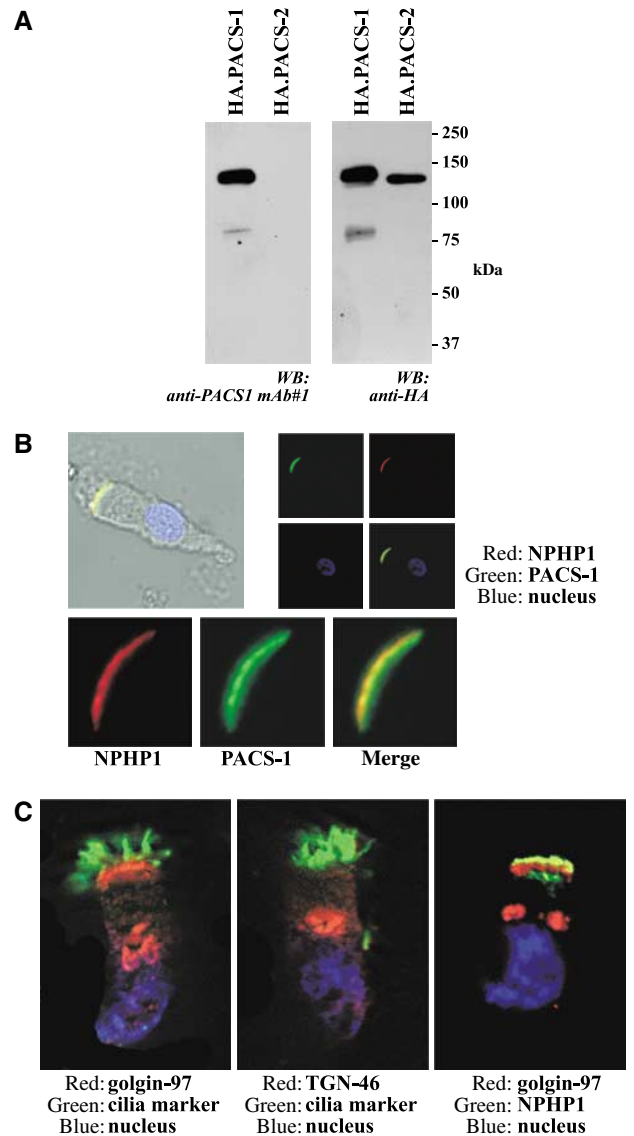 A
HA.PACS-1
HA.PACS-2
HA.PACS-1
HA.PACS-2
- 250
- 150
- 100
- 75
kDa
- 50
- 37
WB:
anti-PACS1 mAb#1
WB:
anti-HA
B
Red: NPHP1
Green: PACS-1
Blue: nucleus
NPHP1
PACS-1
Merge
C
Red: golgin-97
Green: cilia marker
Blue: nucleus
Red: TGN-46
Green: cilia marker
Blue: nucleus
Red: golgin-97
Green: NPHP1
Blue: nucleus